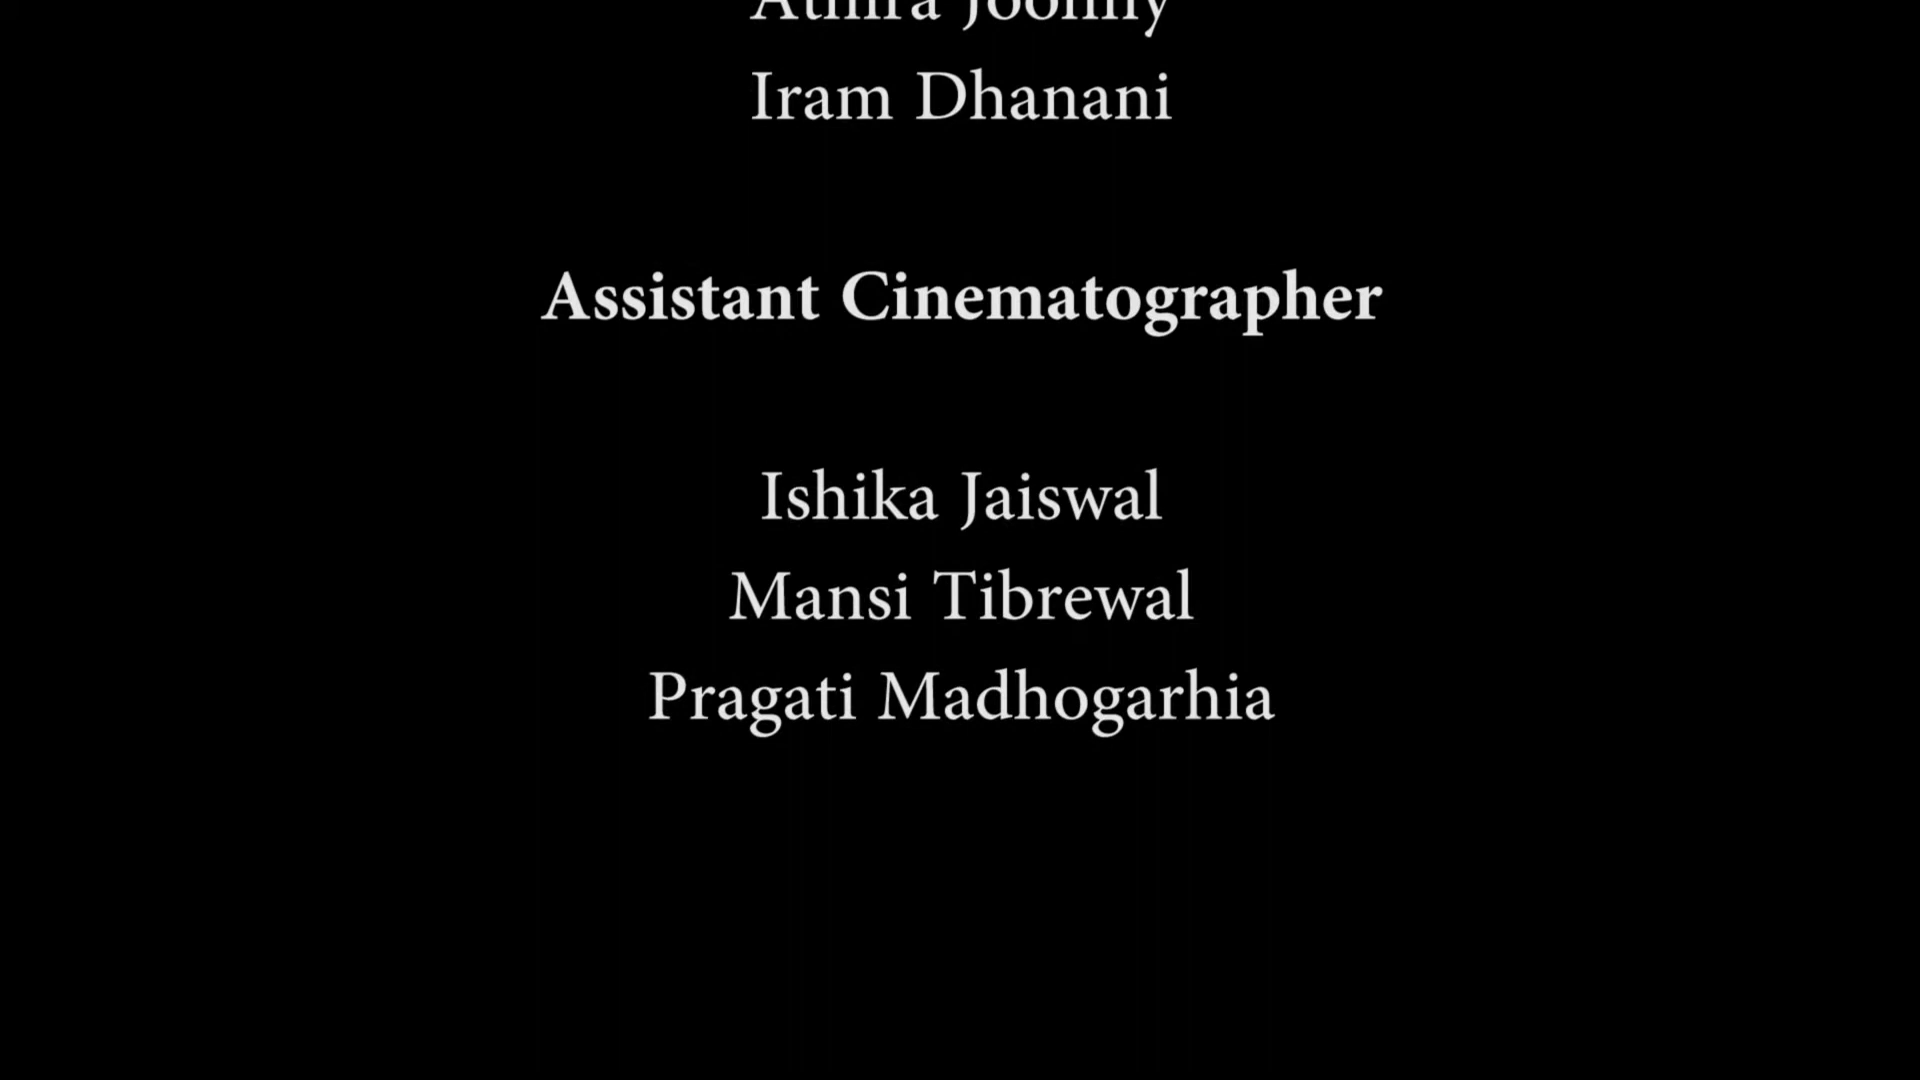 Iram Dhanani
Assistant Cinematographer
Ishika Jaiswal
Mansi Tibrewal
Pragati Madhogarhia